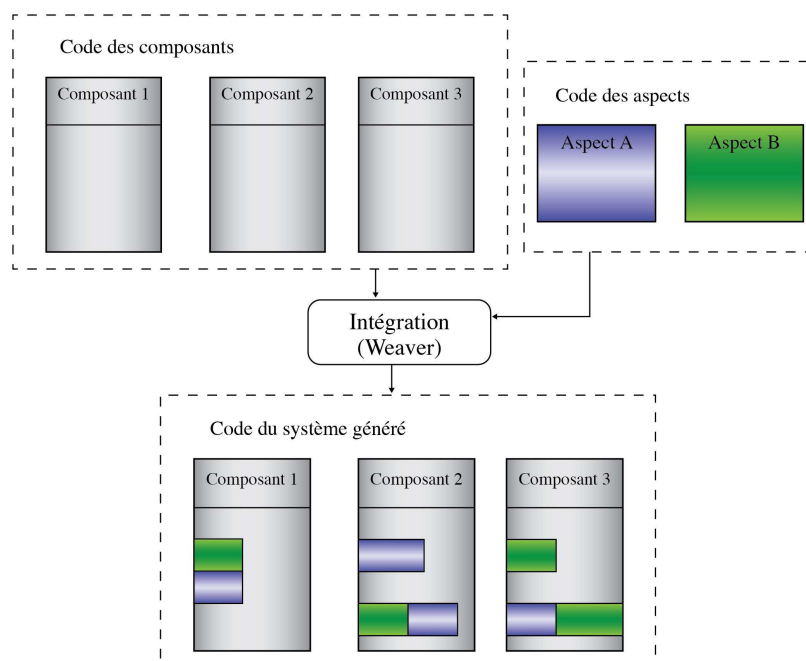 Code des composants
Composant 1
Composant 2
Composant 3
Code des aspects
Aspect A
Aspect B
Intégration
(Weaver)
Code du système généré
Composant 1
Composant 2
Composant 3